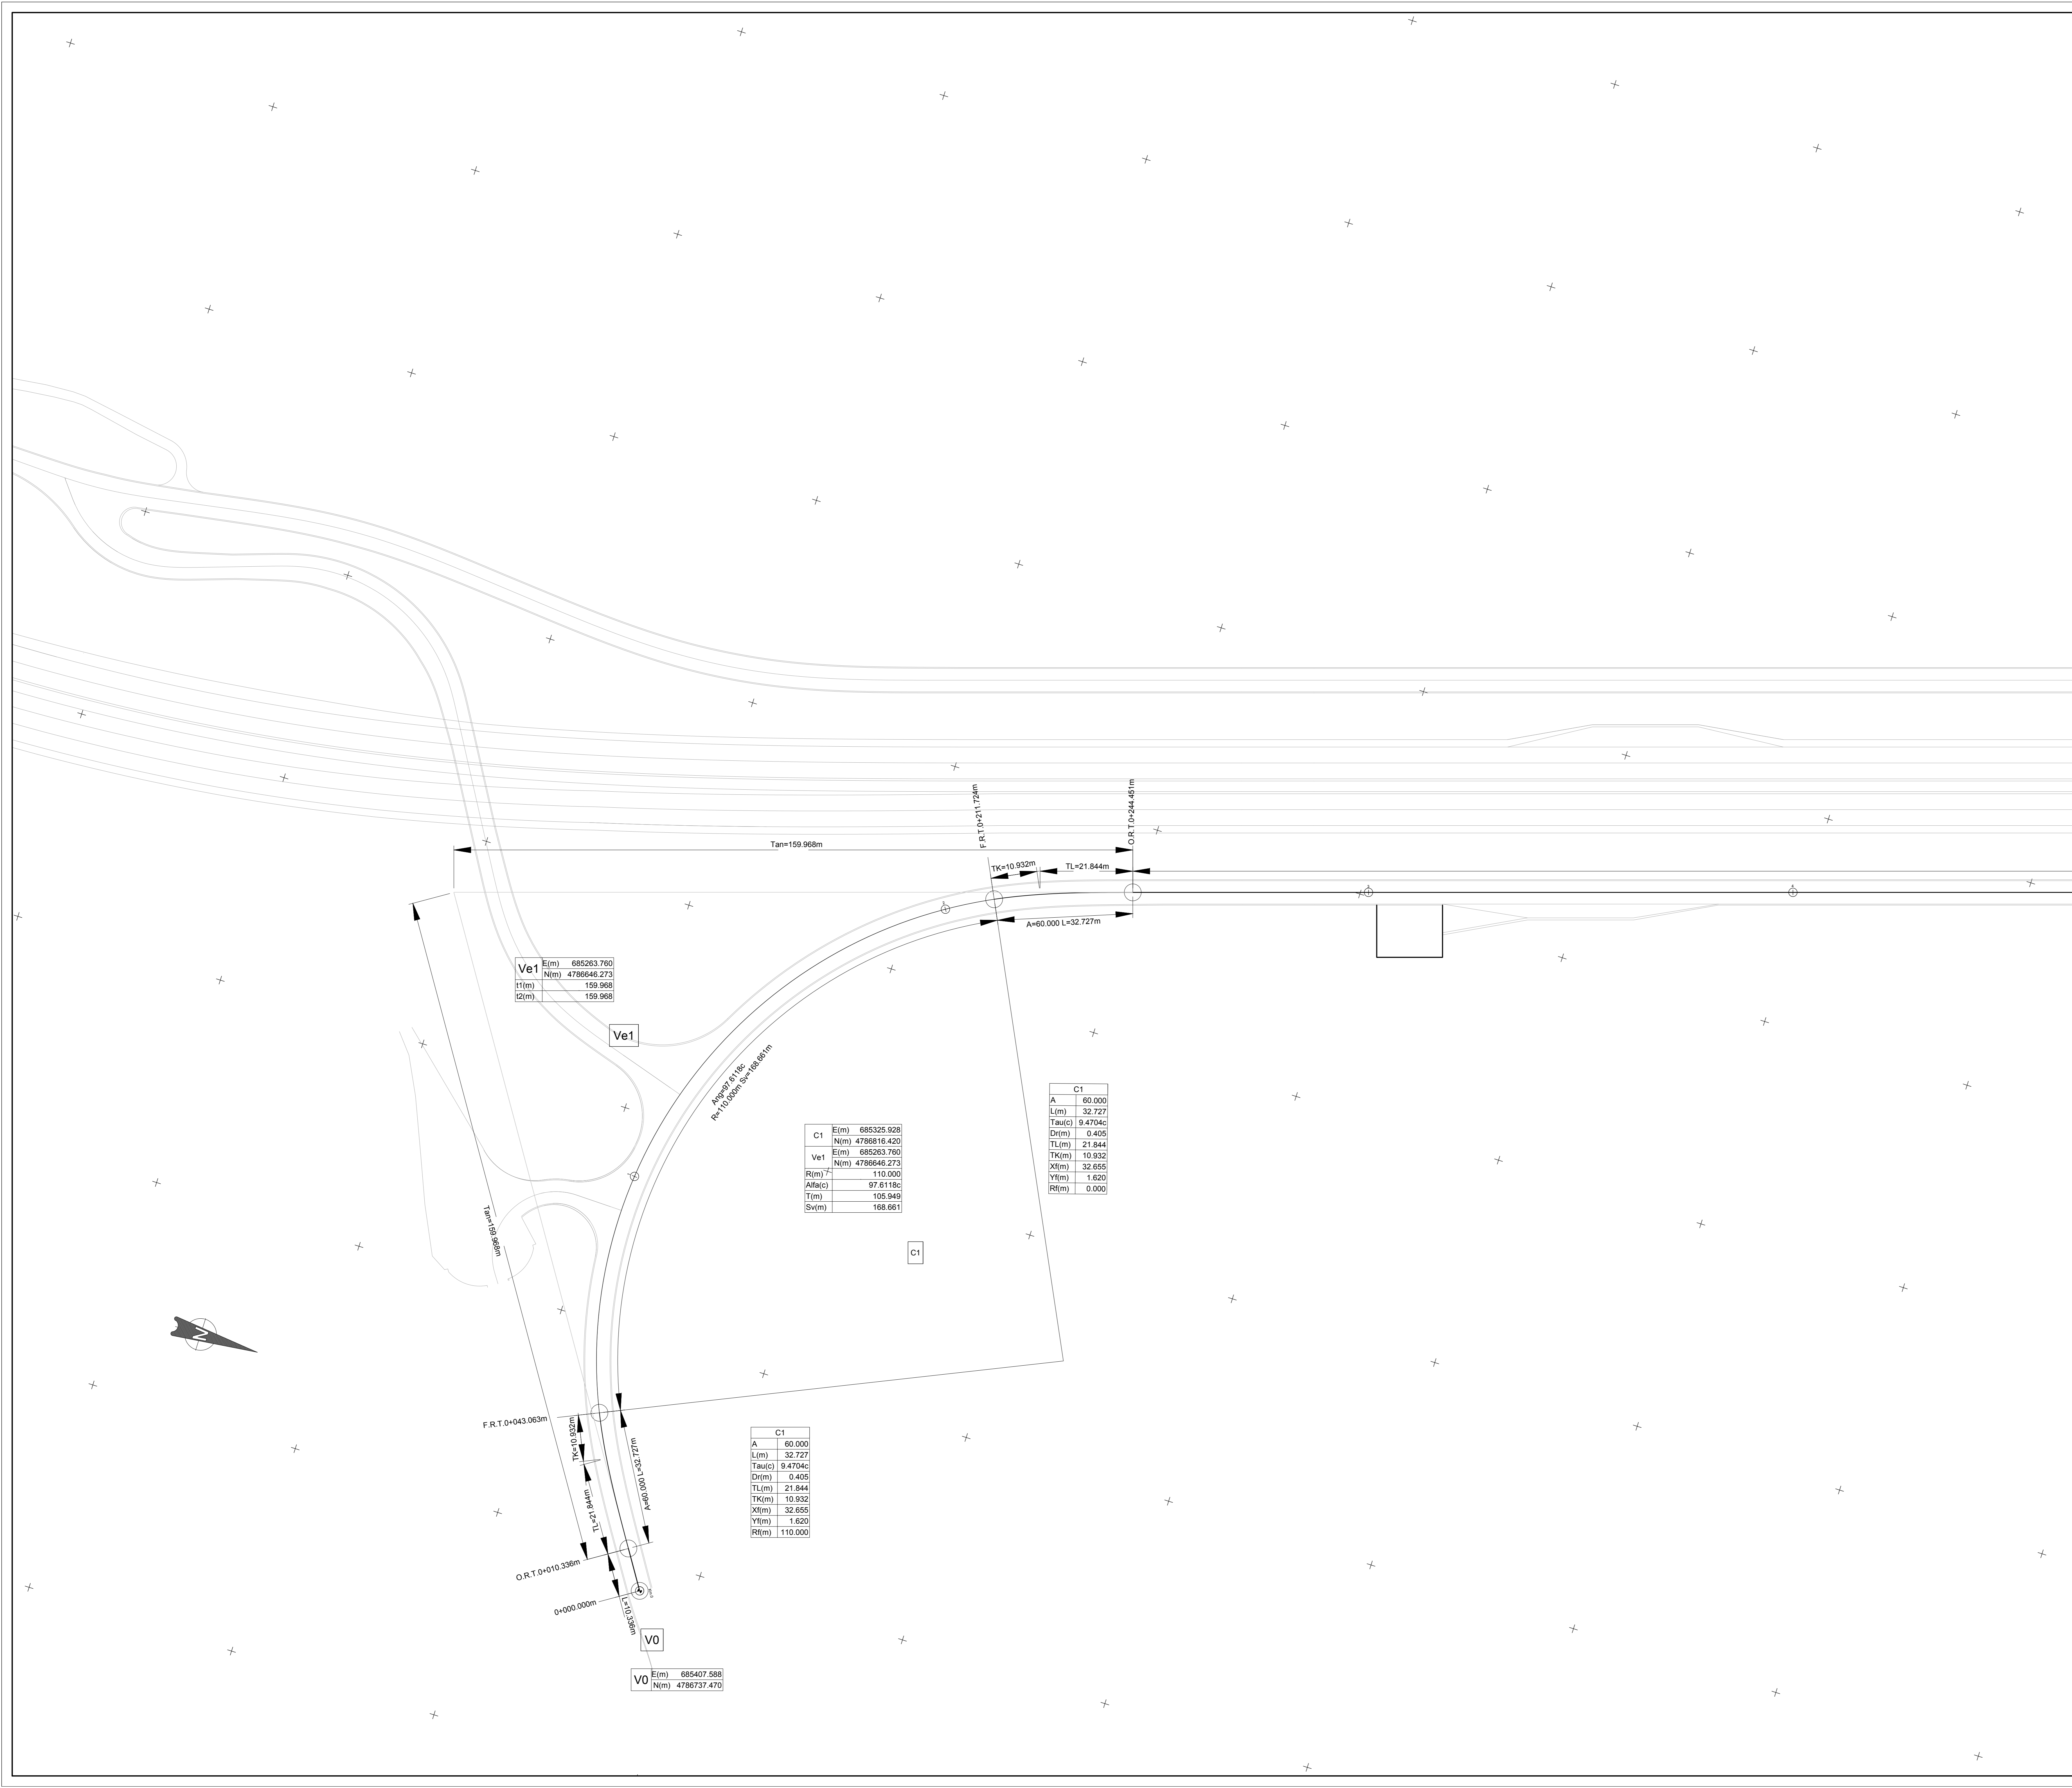 F.R.T.0+211.724m
O.R.T.0+244.451m
Tan=159.968m
TK=10.932m
TL=21.844m
A=60.000 L=32.727m
Ve1
E(m) 685263.760
N(m) 4786646.273
t1(m) 159.968
t2(m) 159.968
Ve1
Ang=97.6118c
R=110.000m Sv=168.661m
C1
A 60.000
L(m) 32.727
Tau(c) 9.4704c
Dr(m) 0.405
TL(m) 21.844
TK(m) 10.932
Xf(m) 32.655
Yf(m) 1.620
Rf(m) 0.000
C1
E(m) 685325.928
N(m) 4786816.420
Ve1
E(m) 685263.760
N(m) 4786646.273
R(m) 110.000
Alfa(c) 97.6118c
T(m) 105.949
Sv(m) 168.661
Tan=159.968m
C1
N
F.R.T.0+043.063m
TK=10.932m
A=60.000 L=32.727m
TL=21.844m
C1
A 60.000
L(m) 32.727
Tau(c) 9.4704c
Dr(m) 0.405
TL(m) 21.844
TK(m) 10.932
Xf(m) 32.655
Yf(m) 1.620
Rf(m) 110.000
O.R.T.0+010.336m
0+000.000m
L=10.336m
V0
V0
E(m) 685407.588
N(m) 4786737.470